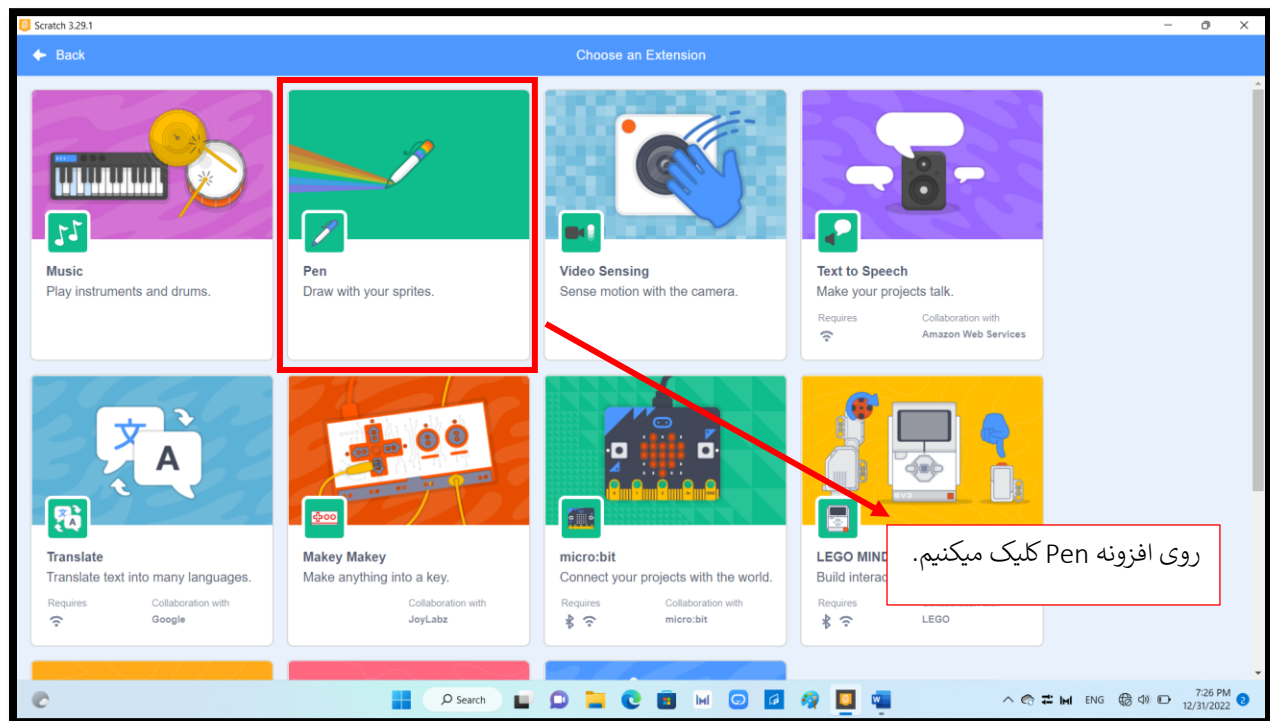 Scratch 3.29.1
Back
Choose an Extension
Music
Play instruments and drums.
Pen
Draw with your sprites.
Video Sensing
Sense motion with the camera.
Text to Speech
Make your projects talk.
Requires
Collaboration with
Amazon Web Services
Translate
Translate text into many languages.
Requires
Collaboration with
Google
Makey Makey
Make anything into a key.
Collaboration with
JoyLabz
micro:bit
Connect your projects with the world.
Requires
Collaboration with
micro:bit
LEGO
Build
Requires
LEGO
روی افزونه Pen کلیک میکنیم.
Search
ENG
7:26 PM
12/31/2022
2